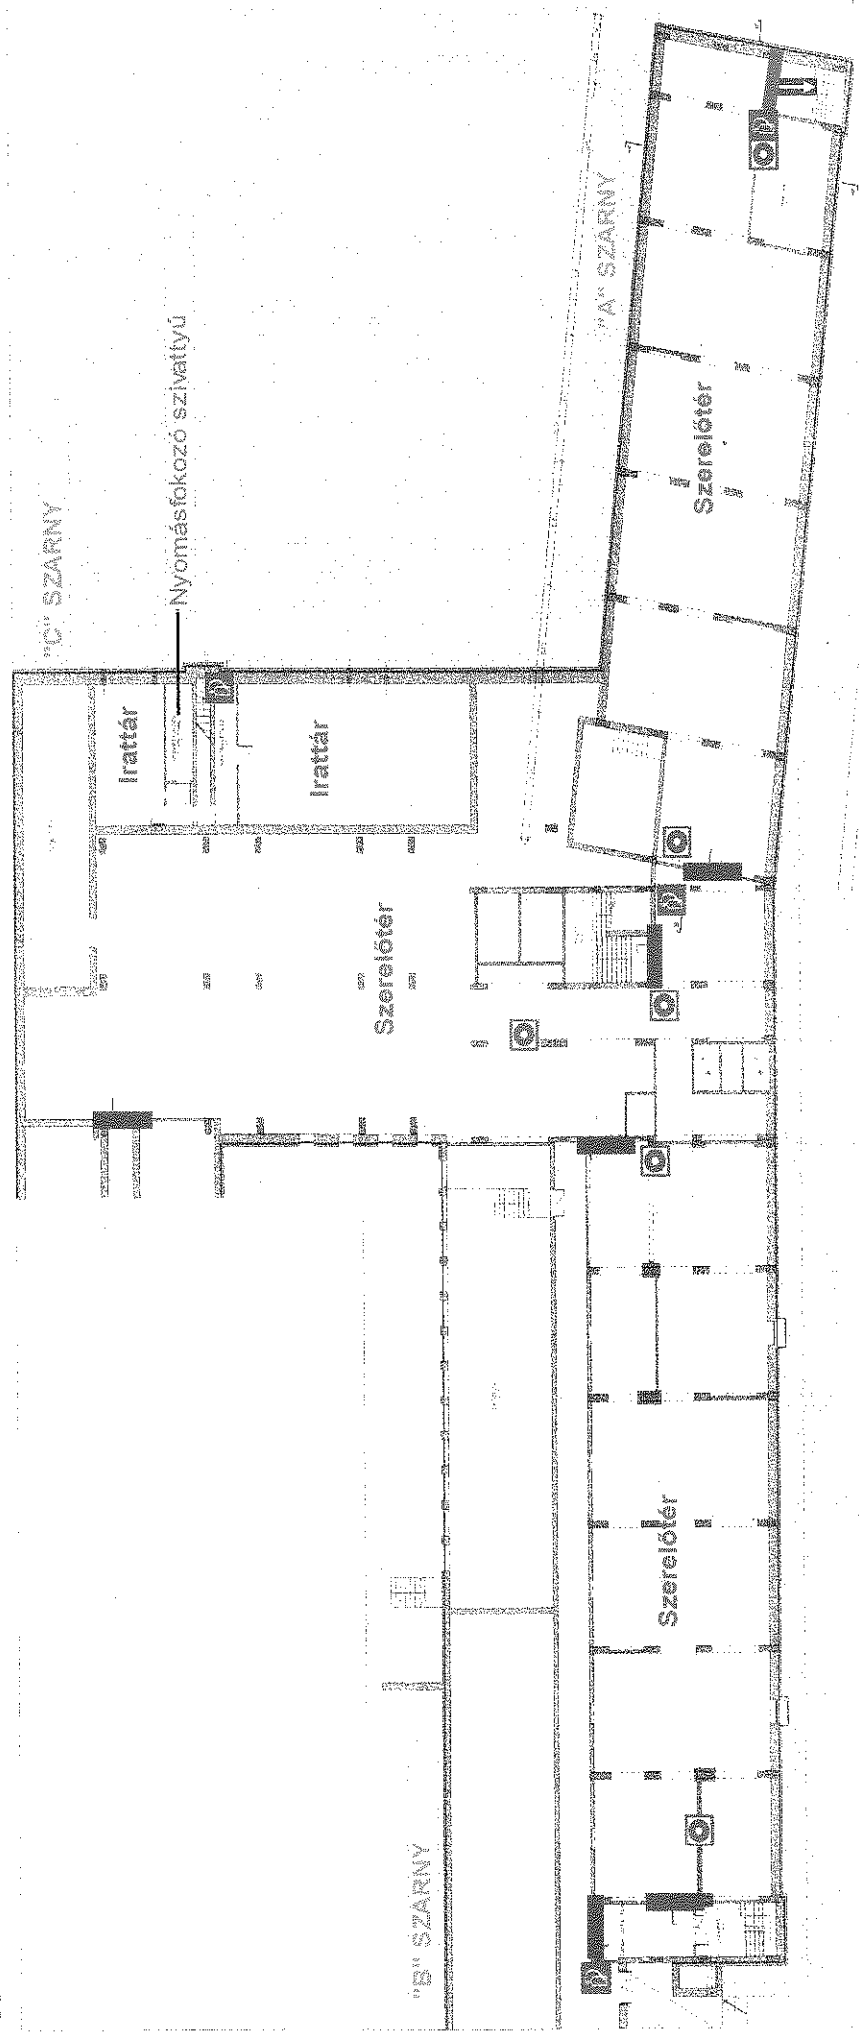 "C" SZÁRNY
Nyomásfokozó szivattyú
"A" SZÁRNY
Irattár
Irattár
Szerelőtér
Szerelőtér
"B" SZÁRNY
Szerelőtér